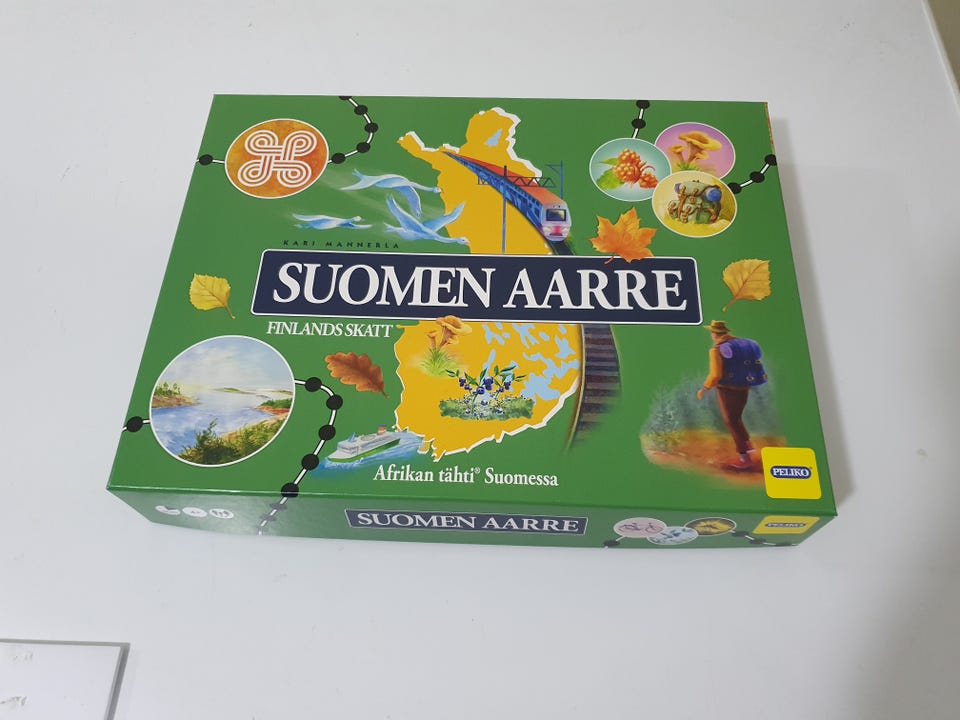 KARI MANNERLA
SUOMEN AARRE
FINLANDS SKATT
Afrikan tähti® Suomessa
PELIKO
SUOMEN AARRE
PELIKO